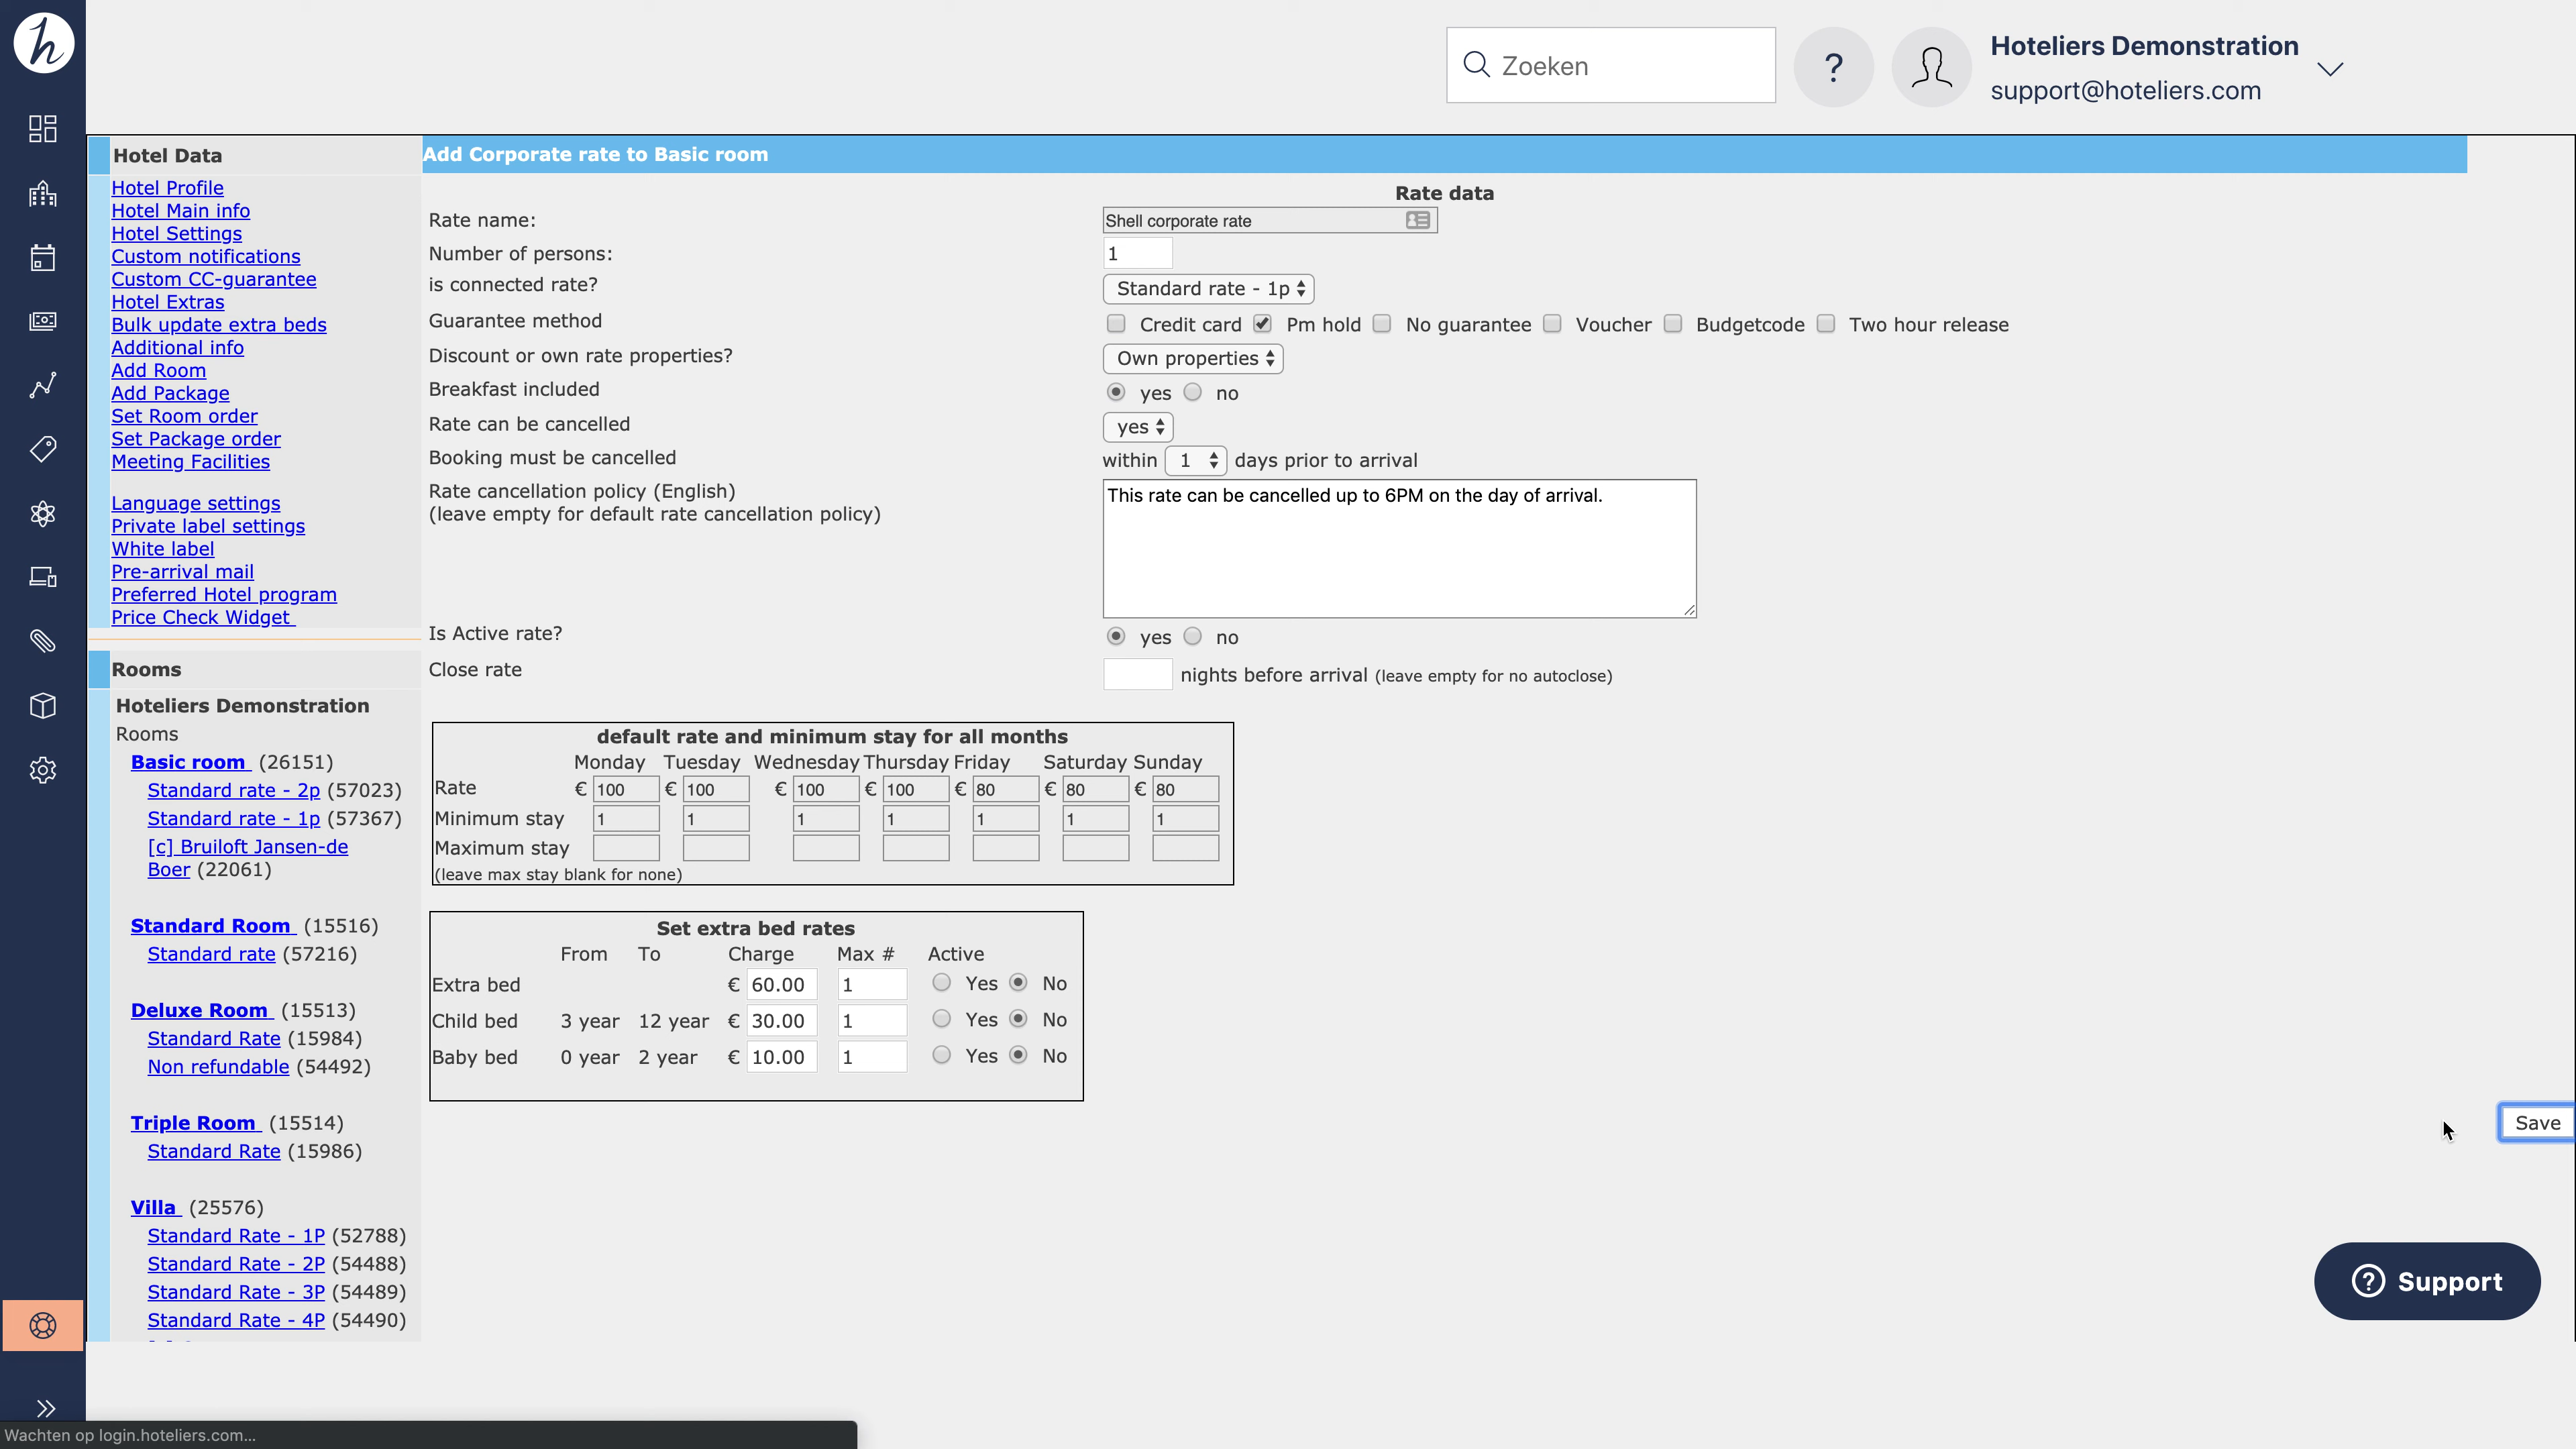 h
Zoeken
?
Hoteliers Demonstration
support@hoteliers.com
Hotel Data
Add Corporate rate to Basic room
Hotel Profile
Hotel Main info
Hotel Settings
Custom notifications
Custom CC-guarantee
Hotel Extras
Bulk update extra beds
Additional info
Add Room
Add Package
Set Room order
Set Package order
Meeting Facilities
Language settings
Private label settings
White label
Pre-arrival mail
Preferred Hotel program
Price Check Widget
Rate data
Rate name: Shell corporate rate
Number of persons: 1
is connected rate? Standard rate - 1p
Guarantee method Credit card Pm hold No guarantee Voucher Budgetcode Two hour release
Discount or own rate properties? Own properties
Breakfast included yes no
Rate can be cancelled yes
Booking must be cancelled within 1 days prior to arrival
Rate cancellation policy (English)
(leave empty for default rate cancellation policy)
This rate can be cancelled up to 6PM on the day of arrival.
Is Active rate? yes no
Close rate nights before arrival (leave empty for no autoclose)
Rooms
Hoteliers Demonstration
Rooms
Basic room (26151)
Standard rate - 2p (57023)
Standard rate - 1p (57367)
[c] Bruiloft Jansen-de
Boer (22061)
Standard Room (15516)
Standard rate (57216)
Deluxe Room (15513)
Standard Rate (15984)
Non refundable (54492)
Triple Room (15514)
Standard Rate (15986)
Villa (25576)
Standard Rate - 1P (52788)
Standard Rate - 2P (54488)
Standard Rate - 3P (54489)
Standard Rate - 4P (54490)
default rate and minimum stay for all months
Monday Tuesday Wednesday Thursday Friday Saturday Sunday
Rate € 100 € 100 € 100 € 100 € 80 € 80 € 80
Minimum stay 1 1 1 1 1 1 1
Maximum stay
(leave max stay blank for none)
Set extra bed rates
From To Charge Max # Active
Extra bed € 60.00 1 Yes No
Child bed 3 year 12 year € 30.00 1 Yes No
Baby bed 0 year 2 year € 10.00 1 Yes No
Save
Support
Wachten op login.hoteliers.com...